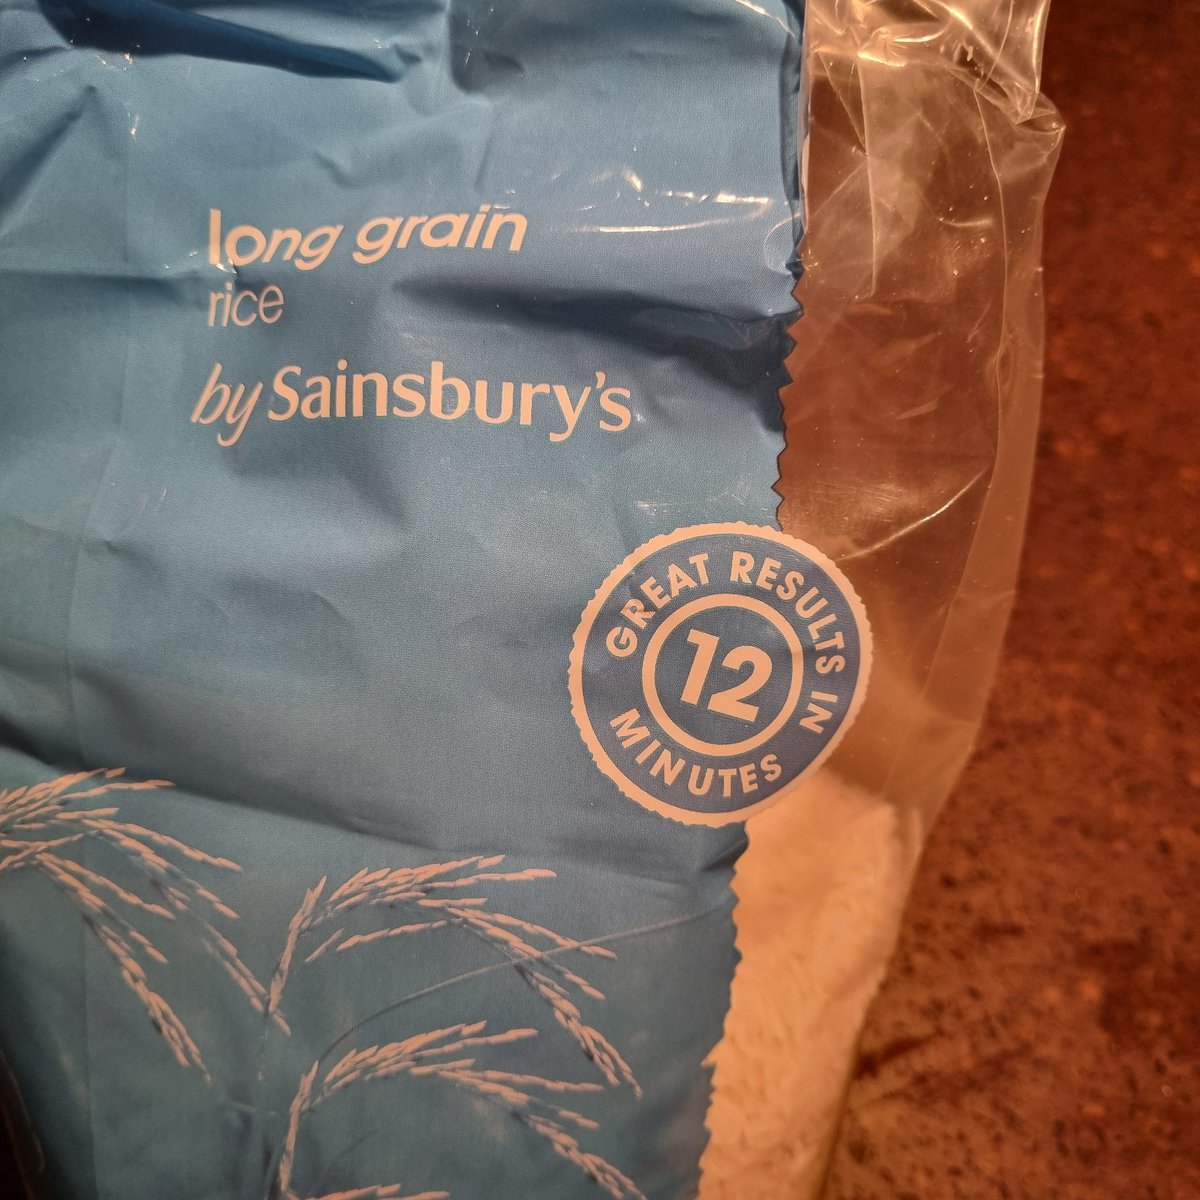 long grain
rice
by Sainsbury's
GREAT RESULTS IN
12
MINUTES